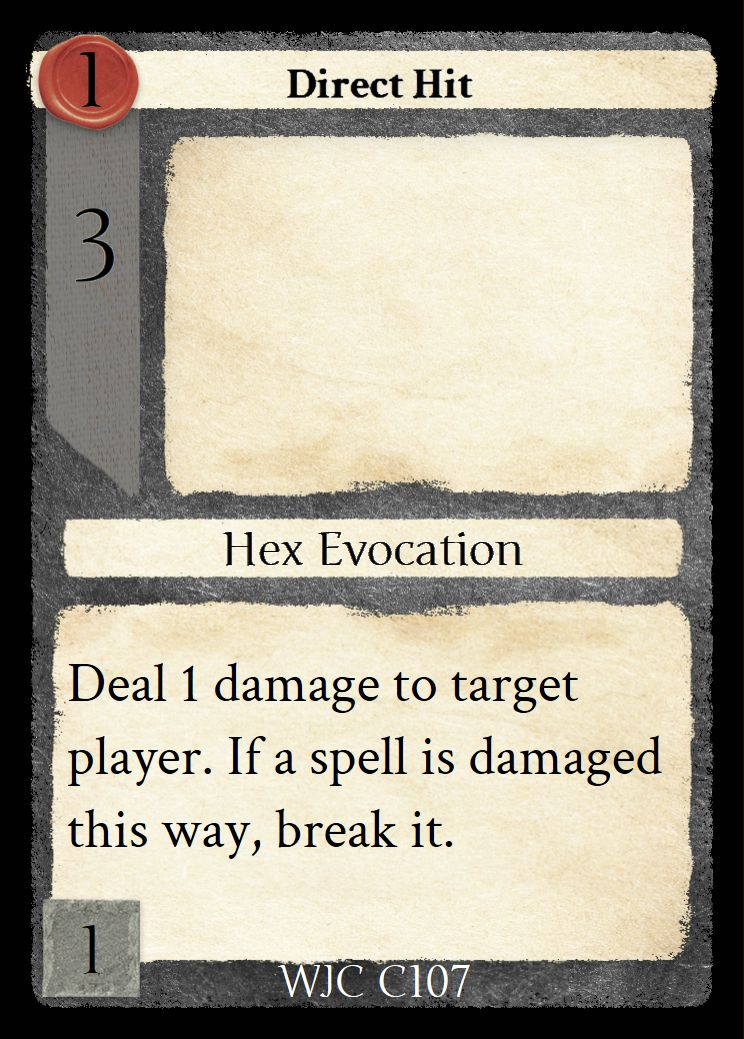 1
Direct Hit
3
Hex Evocation
Deal 1 damage to target
player. If a spell is damaged
this way, break it.
1
WJC C107